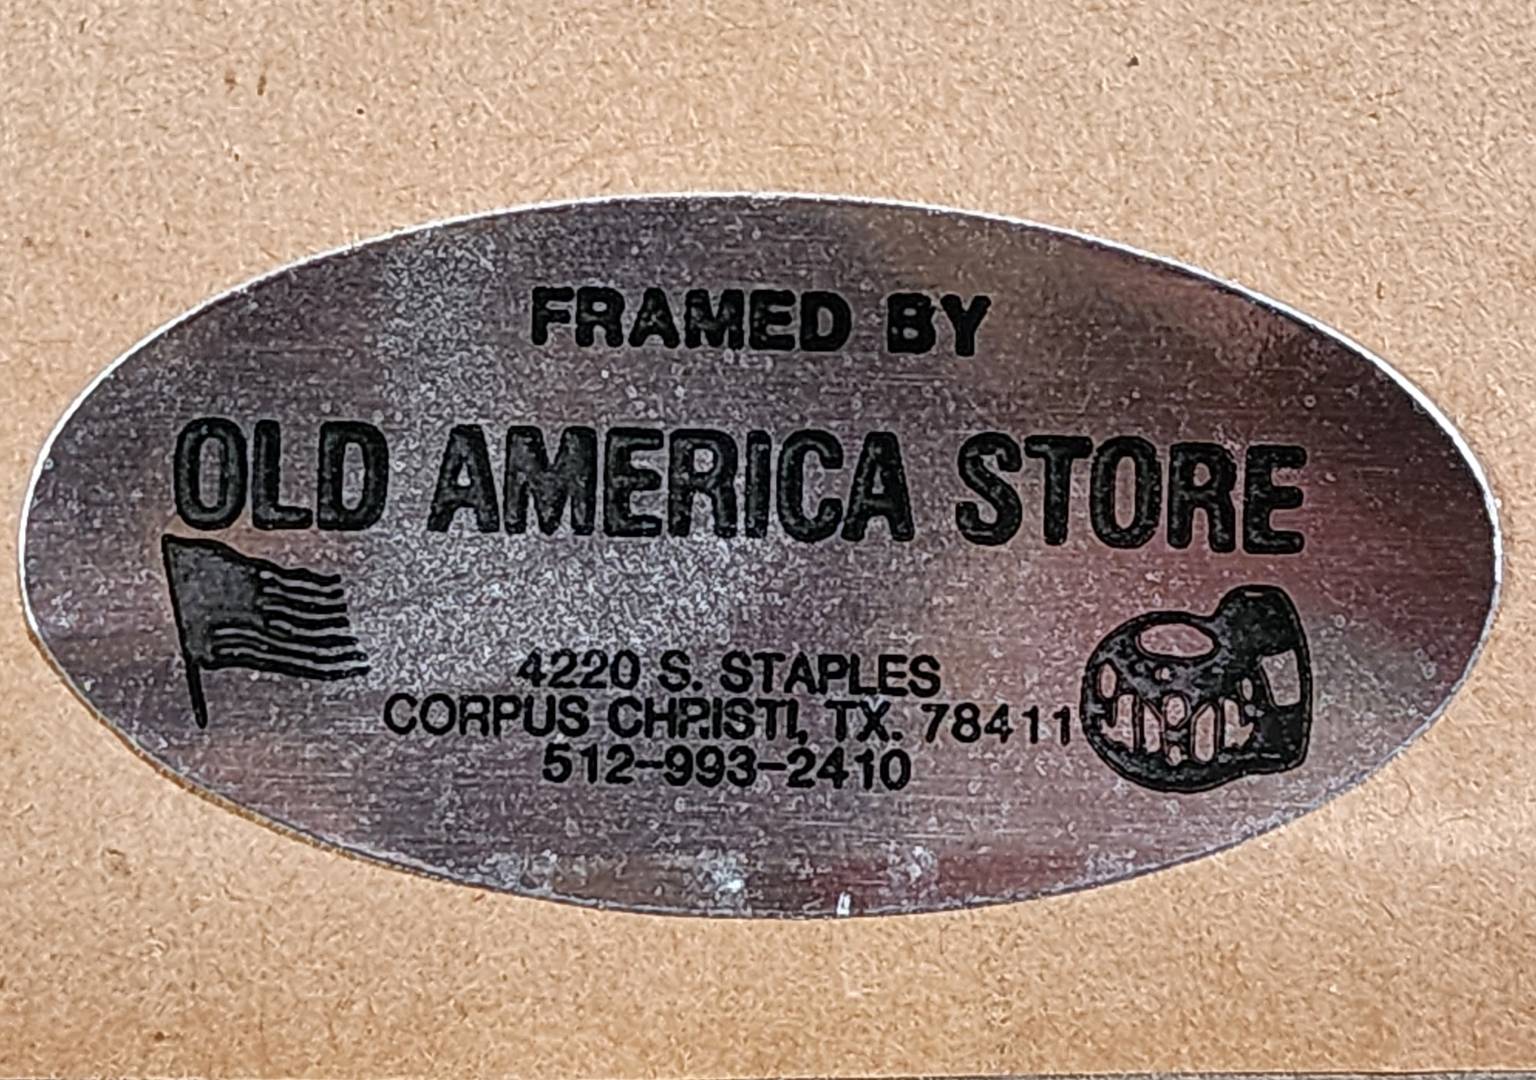 FRAMED BY
OLD AMERICA STORE
4220 S. STAPLES
CORPUS CHRISTI, TX. 78411
512-993-2410